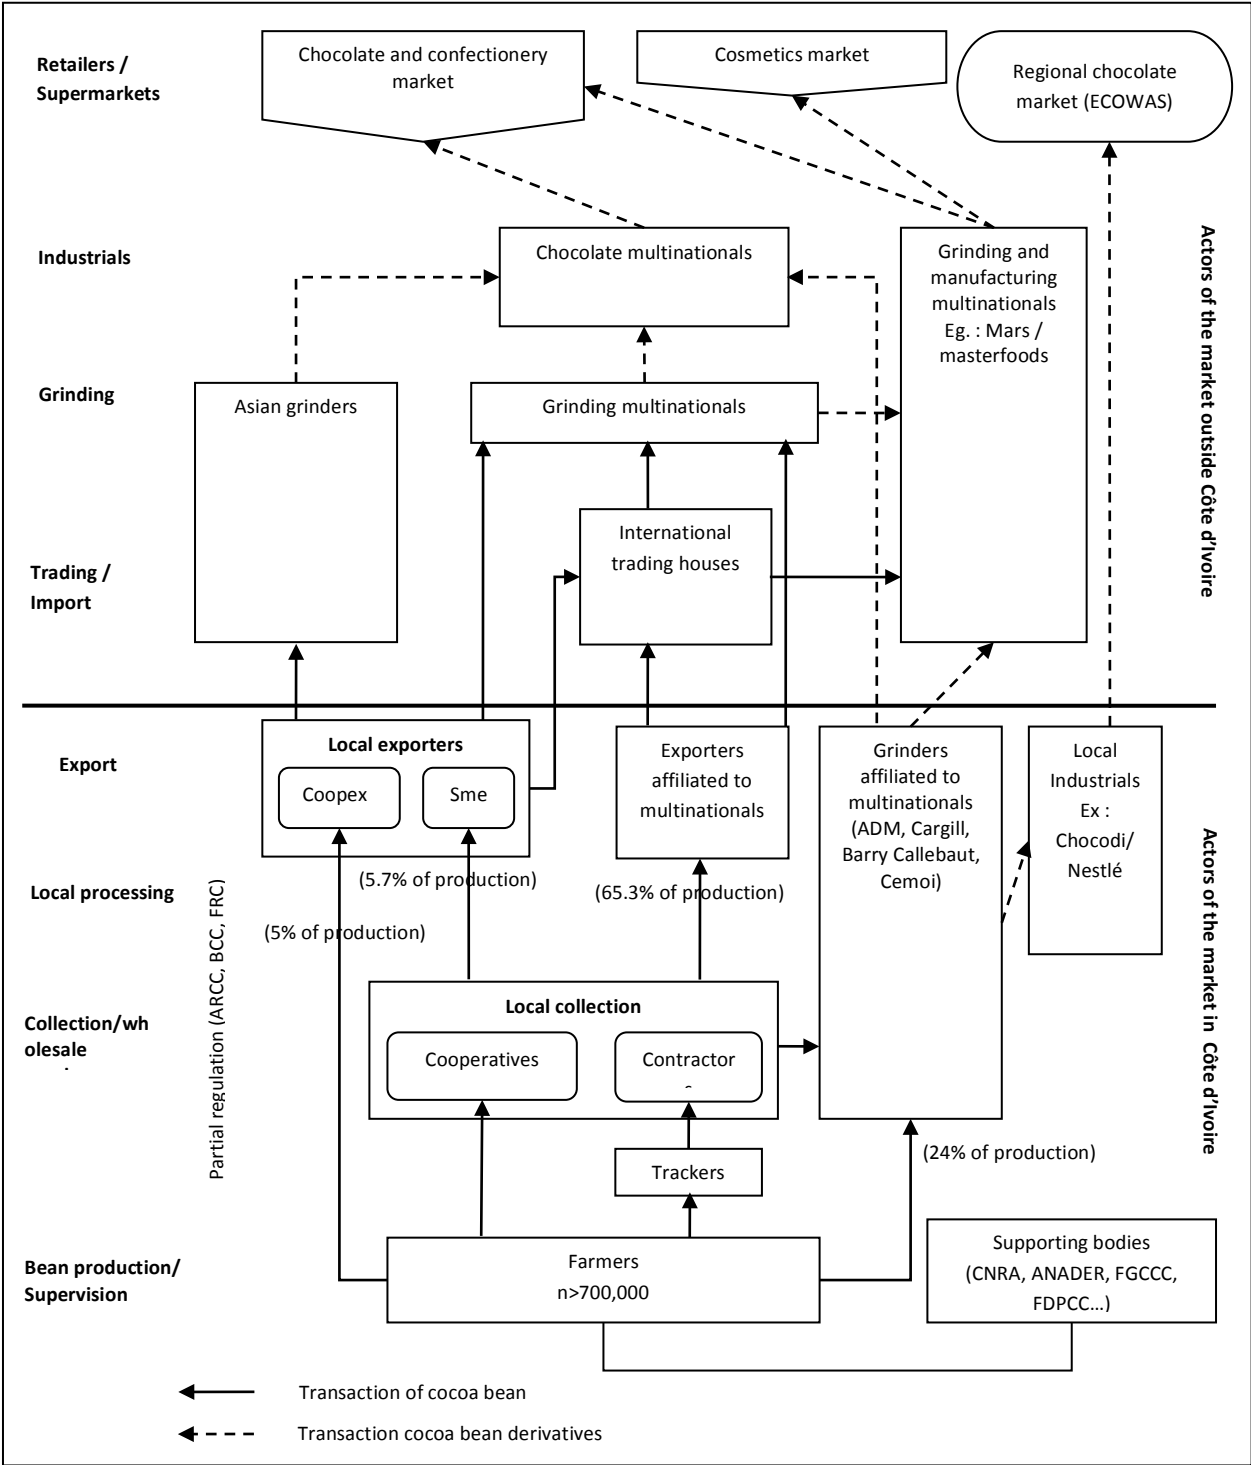 Retailers /
Supermarkets
Chocolate and confectionery
market
Cosmetics market
Regional chocolate
market (ECOWAS)
Industrials
Chocolate multinationals
Grinding and
manufacturing
multinationals
Eg. : Mars /
masterfoods
Actors of the market outside Côte d'Ivoire
Grinding
Asian grinders
Grinding multinationals
International
trading houses
Trading /
Import
Export
Local exporters
Coopex
Sme
Exporters
affiliated to
multinationals
Grinders
affiliated to
multinationals
(ADM, Cargill,
Barry Callebaut,
Cemoi)
Local
Industrials
Ex :
Chocodi/
Nestlé
Local processing
(5.7% of production)
(65.3% of production)
(5% of production)
Partial regulation (ARCC, BCC, FRC)
Actors of the market in Côte d'Ivoire
Collection/wh
olesale
Local collection
Cooperatives
Contractor
(24% of production)
Trackers
Bean production/
Supervision
Farmers
n>700,000
Supporting bodies
(CNRA, ANADER, FGCCC,
FDPCC...)
Transaction of cocoa bean
Transaction cocoa bean derivatives